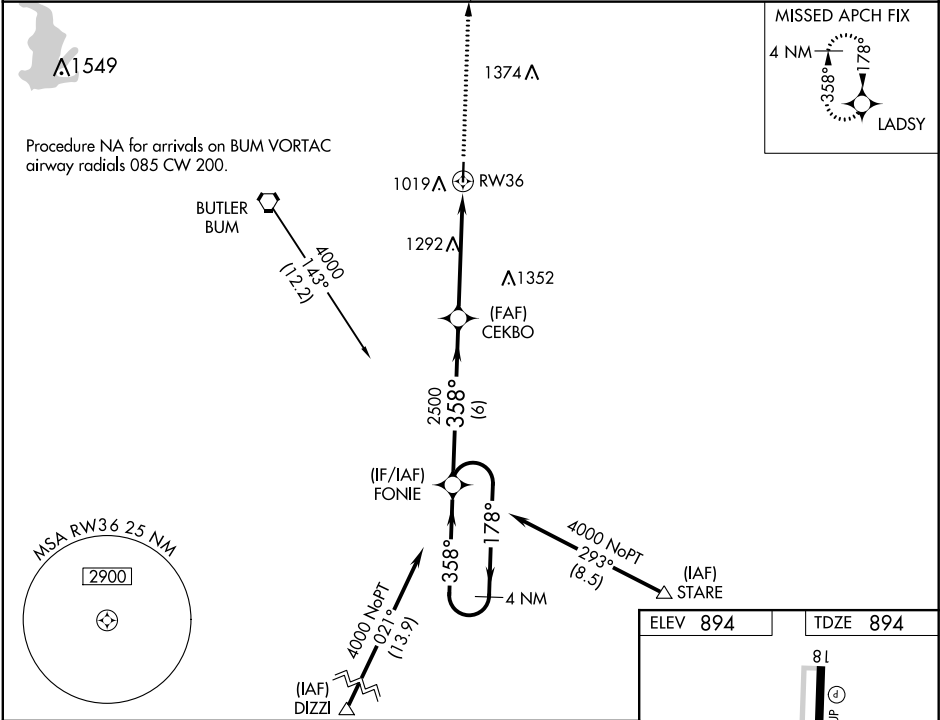 MISSED APCH FIX
4 NM
358°
178°
LADSY
1549
1374
Procedure NA for arrivals on BUM VORTAC
airway radials 085 CW 200.
1019
RW36
BUTLER
BUM
4000
143°
(12.2)
1292
1352
(FAF)
CEKBO
2500
358°
(6)
(IF/IAF)
FONIE
358°
178°
4 NM
4000 NoPT
293°
(8.5)
(IAF)
STARE
MSA RW36 25 NM
2900
4000 NoPT
021°
(13.9)
(IAF)
DIZZI
ELEV 894
TDZE 894
18
UP